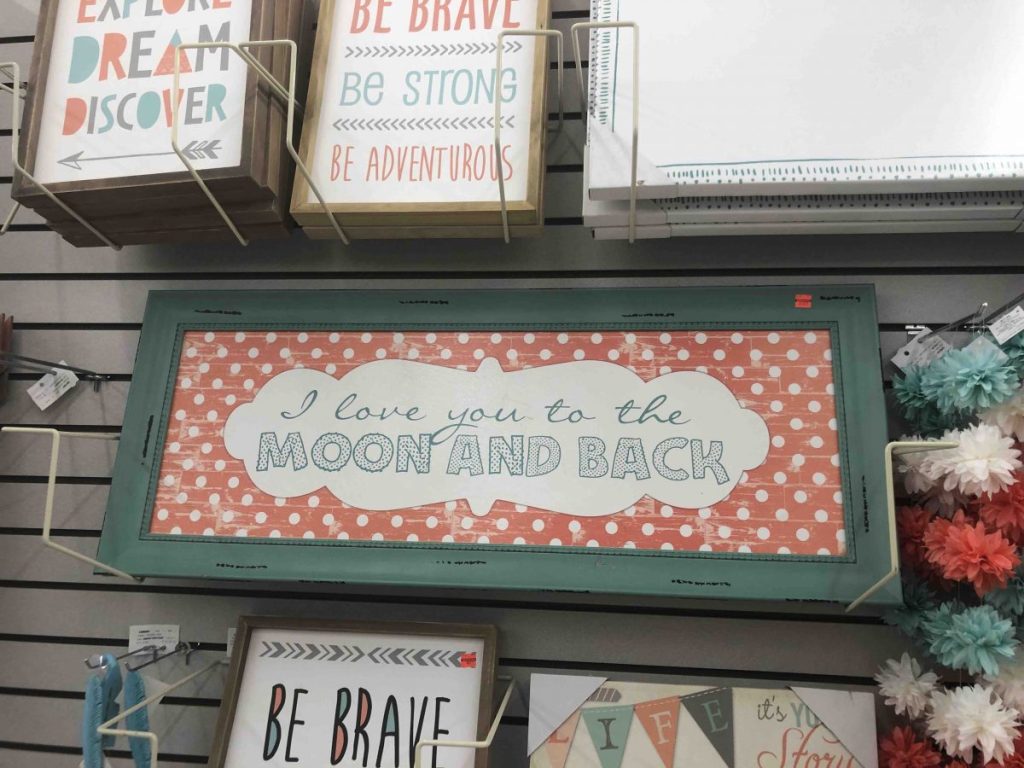 EXPLORE
DREAM
DISCOVER
BE BRAVE
BE STRONG
BE ADVENTUROUS
I love you to the
MOON AND BACK
BE BRAVE
LIFE
it's
Story